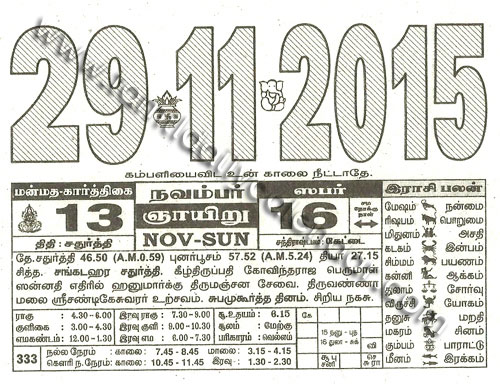 29-11-2015
கம்பளியைவிட உன் காலை நீட்டாதே.
மன்மத-கார்த்திகை நவம்பர் ஸபர் இராசி பலன்
13 ஞாயிறு 16 சம நோக்கு நாள்
திதி : சதுர்த்தி NOV-SUN சந்திராஷ்டமம்: கேட்டை
தே.சதுர்த்தி 46.50 (A.M.0.59) புனர்பூசம் 57.52 (A.M.5.24) தியா 27.15
சித்த. சாங்கடஹர சதுர்த்தி. கீழ்திருப்பதி கோவிந்தராஜ பெருமாள்
ஸன்னதி எதிரில் ஹனுமார்க்கு திருமஞ்சன சேவை. திருவண்ணா
மலை ஸ்ரீசண்டிகேசுவரர் உற்சவம். சுபமுகூர்த்த தினம். சிறிய நகசு.
மேஷம் நன்மை
ரிஷபம் பொறுமை
மிதுனம் அசதி
கடகம் இன்பம்
சிம்மம் பயணம்
கன்னி ஆக்கம்
துலாம் செலவு
விருச்சிகம் யோகம்
தனுசு மறதி
மகரம் சினம்
கும்பம் பாராட்டு
மீனம் இரக்கம்
ராகு 4.30-6.00 இரவு ராகு 7.30-9.00 சூ.உதயம் : 6.15
குளிகை 3.00-4.30 இரவு குளி 9.00-10.30 சூலம் : மேற்கு
எமகண்டம் 12.00-1.30 இரவு எம 6.00-7.30 பரிகாரம் : வெல்லம்
333 நல்ல நேரம் : காலை: 7.45 - 8.45 மாலை: 3.15 - 4.15
கௌரி ந.நேரம் : காலை: 10.45 - 11.45 இரவு: 1.30 - 2.30
கே
கு
15 தனு - புத
16 துலா - சுக்
வி
சூ பு
சனி
செ
சு ரா